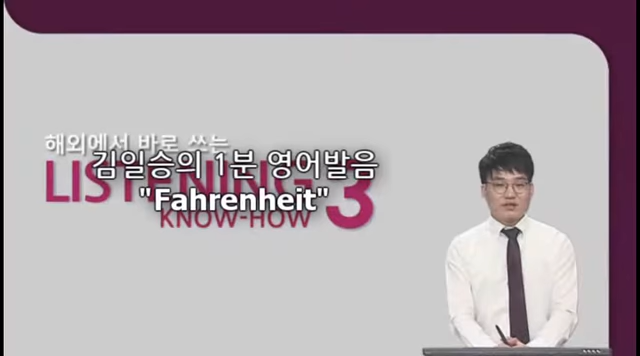 해외에서 바로 쓰는
김일승의 1분 영어발음
LISTENING
"Fahrenheit"
KNOW-HOW 3